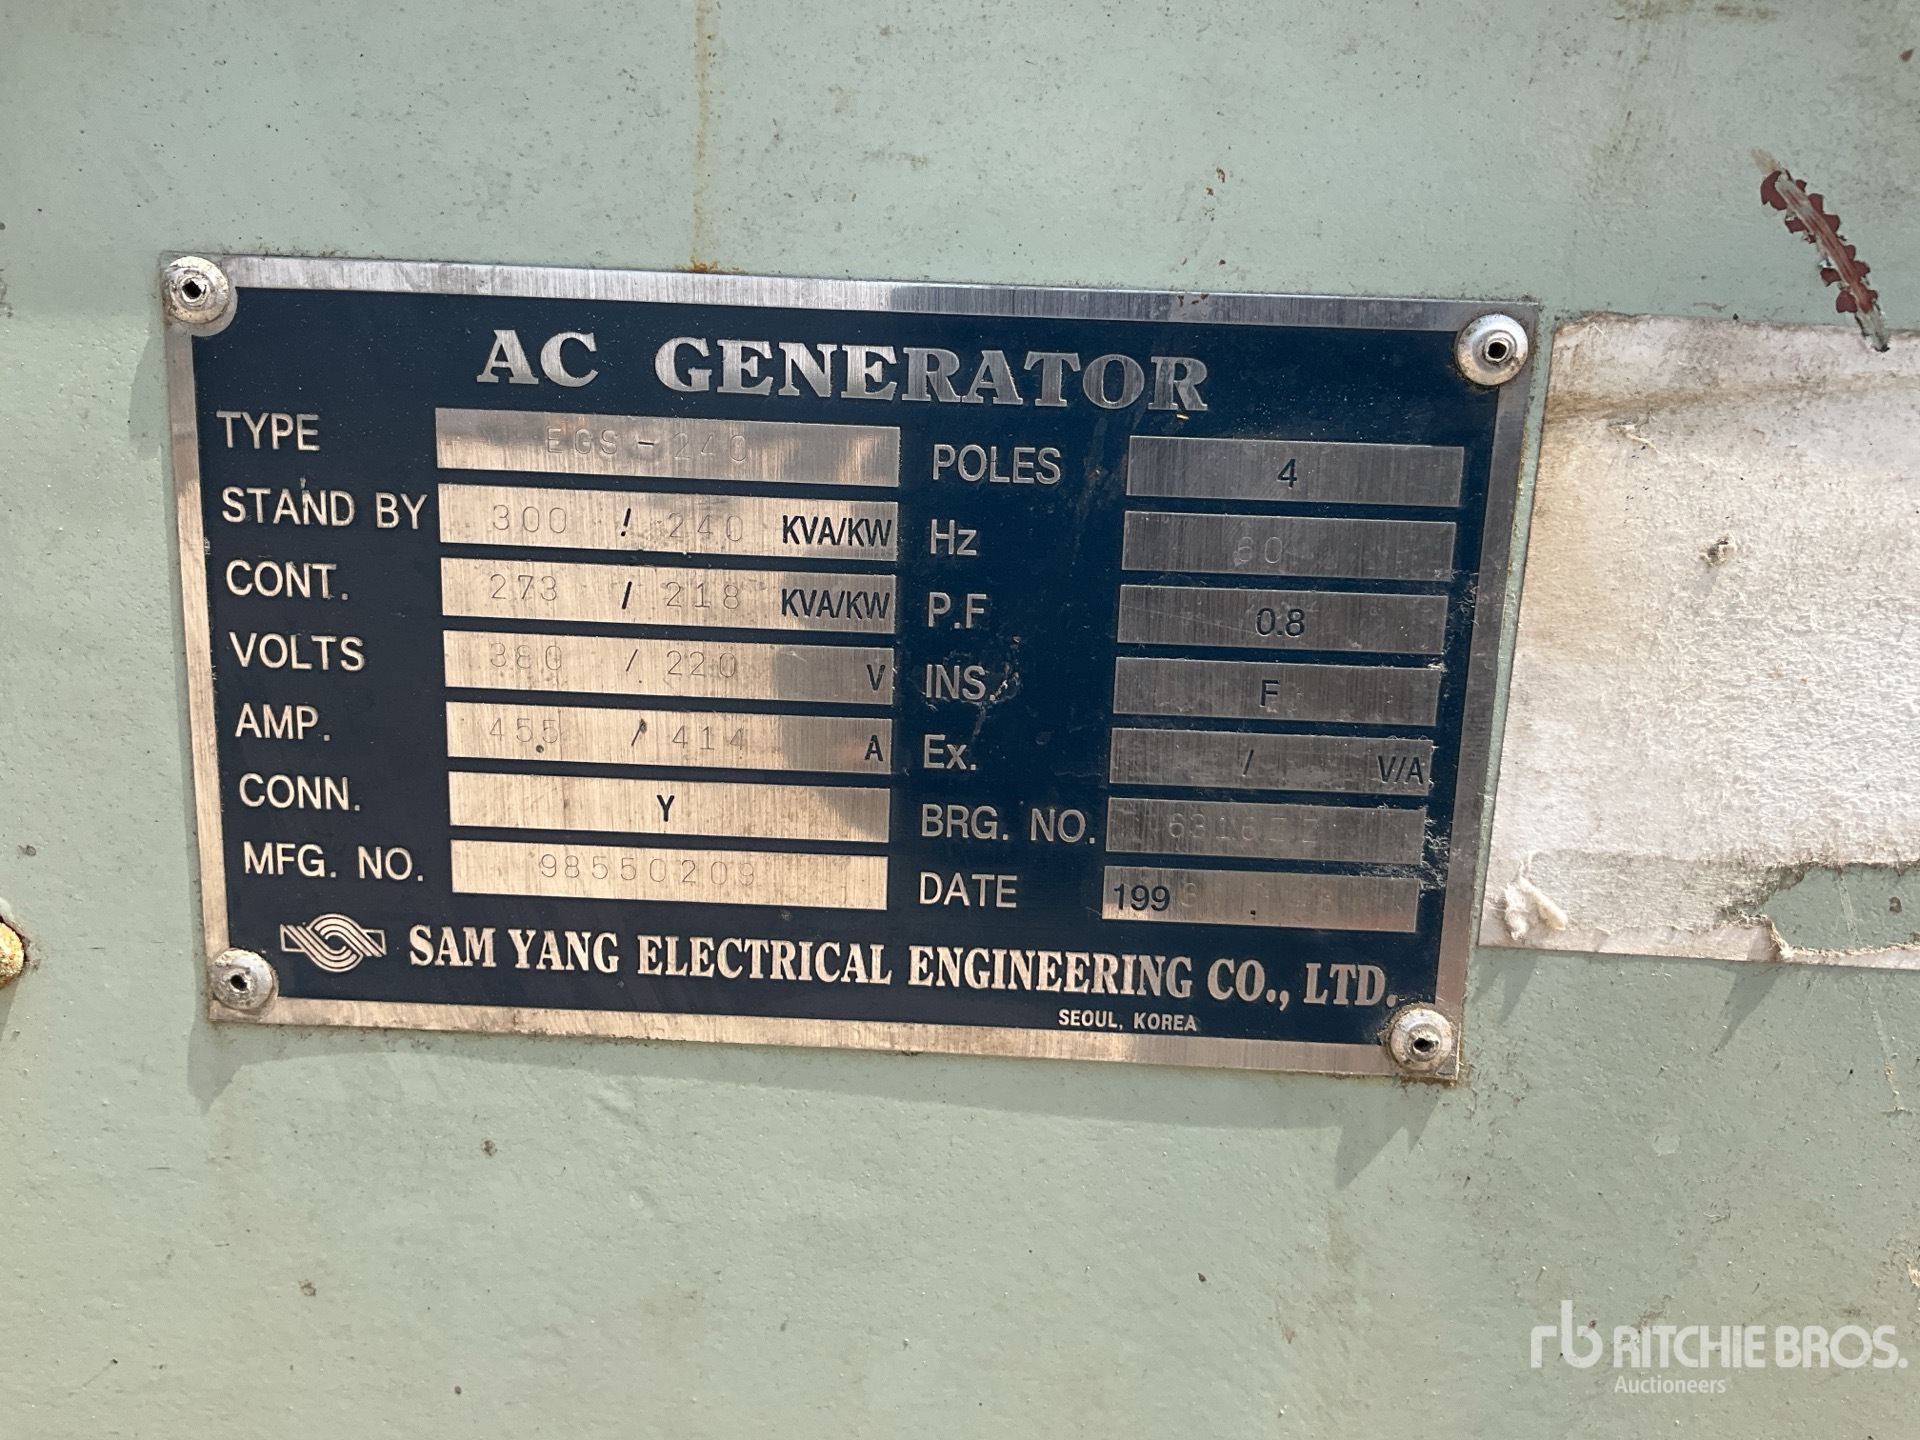 AC GENERATOR
TYPE EGS-240
STAND BY 300 / 240 KVA/KW
CONT. 273 / 218 KVA/KW
VOLTS 380 / 220 V
AMP. 455 / 414 A
CONN. Y
MFG. NO. 98550209
POLES 4
Hz 60
P.F 0.8
INS. F
Ex. / V/A
BRG. NO.
DATE 1998 .
SAM YANG ELECTRICAL ENGINEERING CO., LTD.
SEOUL, KOREA
rb RITCHIE BROS.
Auctioneers